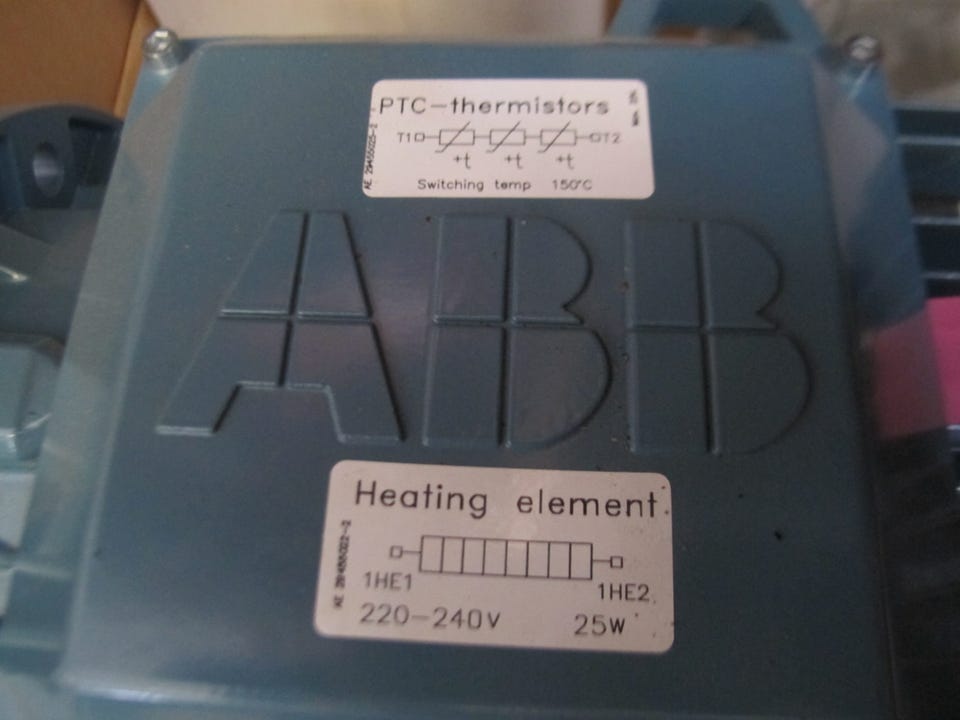 PTC-thermistors
T1 T2
+t +t +t
Switching temp 150°C
ABB
Heating element
1HE1 1HE2
220-240V 25W